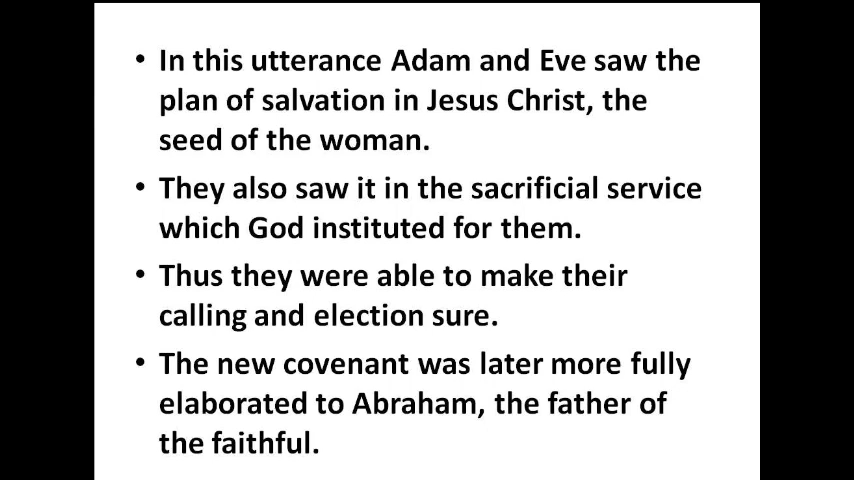 • In this utterance Adam and Eve saw the
plan of salvation in Jesus Christ, the
seed of the woman.
• They also saw it in the sacrificial service
which God instituted for them.
• Thus they were able to make their
calling and election sure.
• The new covenant was later more fully
elaborated to Abraham, the father of
the faithful.